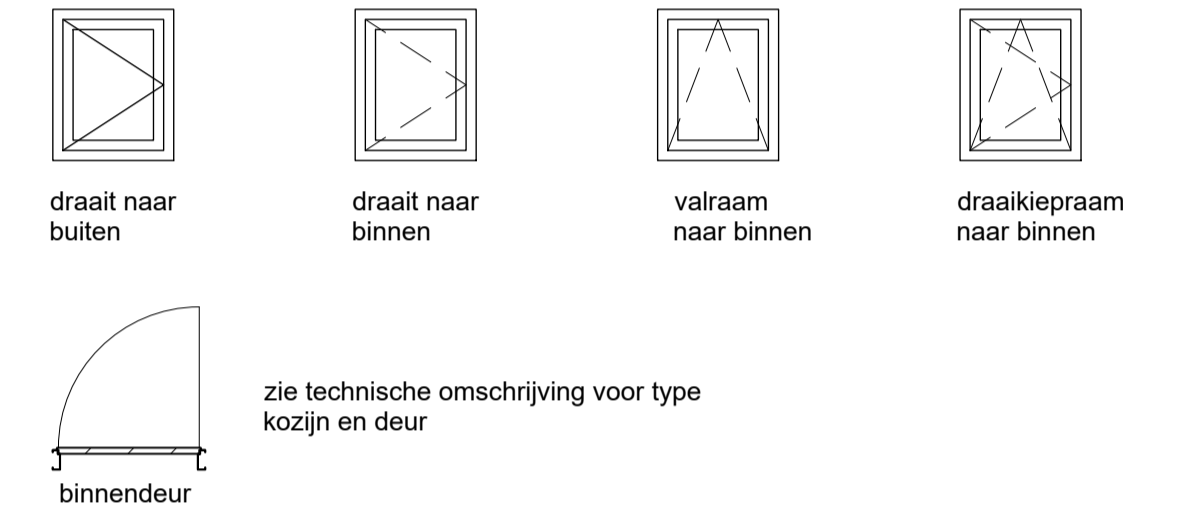 draait naar
buiten
draait naar
binnen
valraam
naar binnen
draaikiepraam
naar binnen
zie technische omschrijving voor type
kozijn en deur
binnendeur